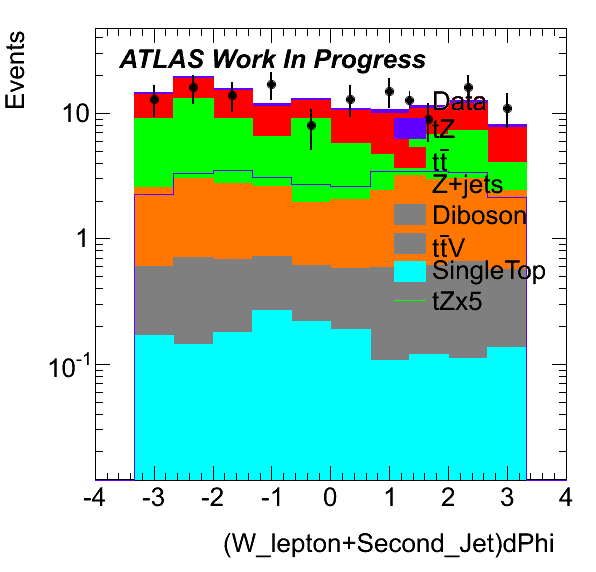 Events
ATLAS Work In Progress
Data
tZ
tt̄
Z+jets
Diboson
tt̄V
SingleTop
tZx5
10
1
10⁻¹
-4 -3 -2 -1 0 1 2 3 4
(W_lepton+Second_Jet)dPhi